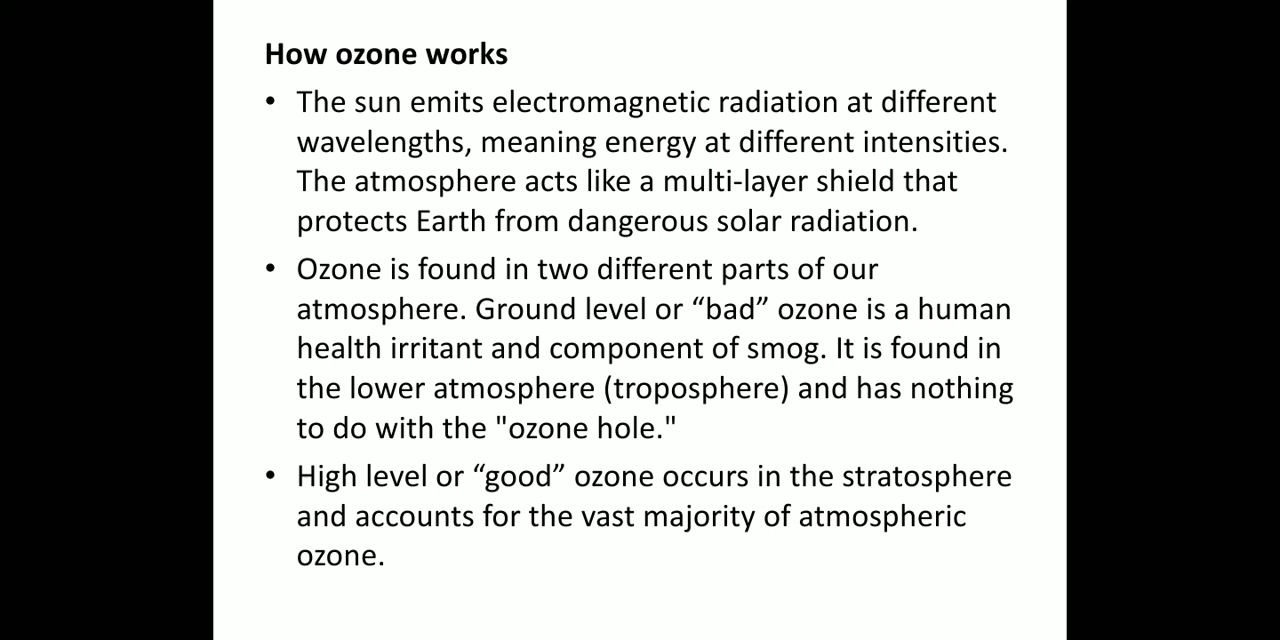 How ozone works
• The sun emits electromagnetic radiation at different
wavelengths, meaning energy at different intensities.
The atmosphere acts like a multi-layer shield that
protects Earth from dangerous solar radiation.
• Ozone is found in two different parts of our
atmosphere. Ground level or “bad” ozone is a human
health irritant and component of smog. It is found in
the lower atmosphere (troposphere) and has nothing
to do with the "ozone hole."
• High level or “good” ozone occurs in the stratosphere
and accounts for the vast majority of atmospheric
ozone.